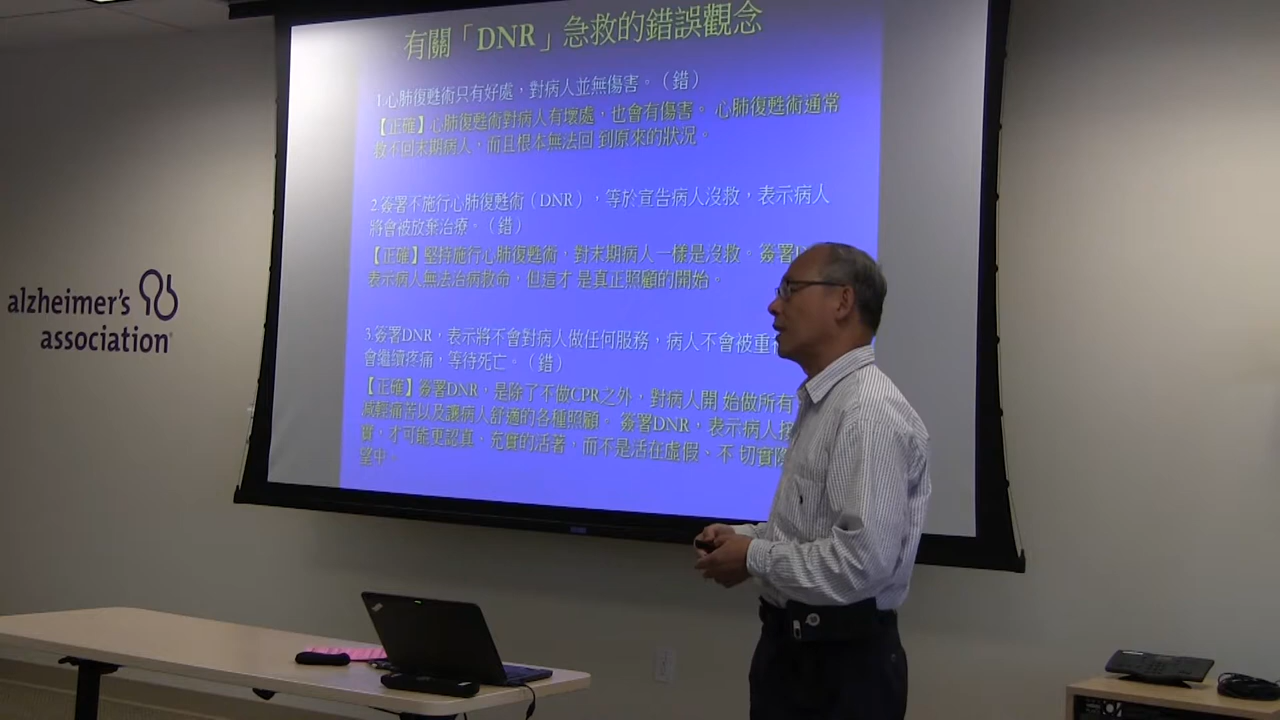 alzheimer's
association®
有關「DNR」急救的錯誤觀念
1.心肺復甦術只有好處，對病人並無傷害。（錯）
【正確】心肺復甦術對病人有壞處，也會有傷害。 心肺復甦術通常
救不回末期病人，而且根本無法回 到原來的狀況。
2.簽署不施行心肺復甦術（DNR），等於宣告病人沒救，表示病人
將會被放棄治療。（錯）
【正確】堅持施行心肺復甦術，對末期病人一樣是沒救。 簽署
表示病人無法治病救命，但這才 是真正照顧的開始。
3.簽署DNR，表示將不會對病人做任何服務，病人不會被重
會繼續疼痛，等待死亡。（錯）
【正確】簽署DNR，是除了不做CPR之外，對病人開 始做所有
減輕痛苦以及讓病人舒適的各種照顧。 簽署DNR，表示病人接
實，才可能更認真、充實的活著，而不是活在虛假、不 切實際
望中。